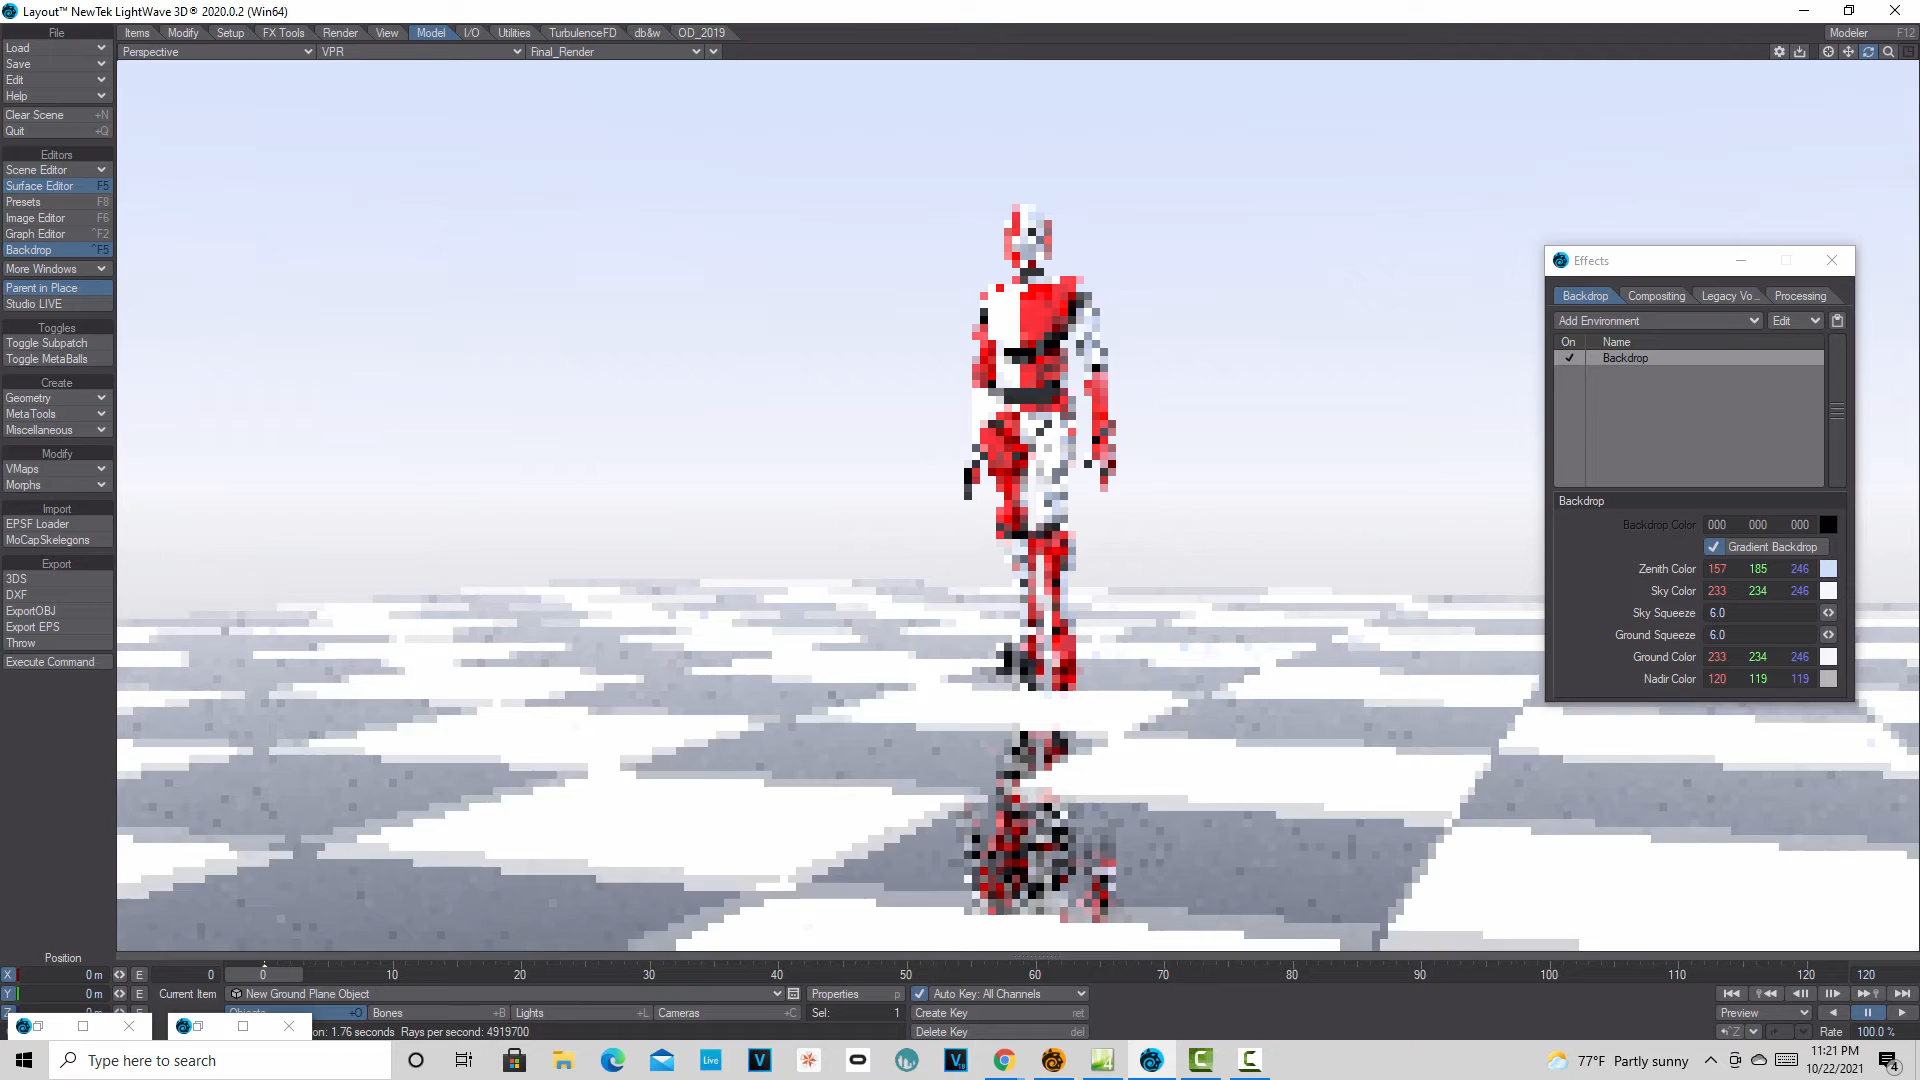 Layout™ NewTek LightWave 3D® 2020.0.2 (Win64)
File Items Modify Setup FX Tools Render View Model I/O Utilities TurbulenceFD db&w OD_2019 Modeler F12
Load Perspective VPR Final_Render
Save
Edit
Help
Clear Scene +N
Quit +Q
Editors
Scene Editor
Surface Editor F5
Presets F8
Image Editor F6
Graph Editor ^F2
Backdrop ^F5
More Windows
Parent in Place
Studio LIVE
Toggles
Toggle Subpatch
Toggle MetaBalls
Create
Geometry
MetaTools
Miscellaneous
Modify
VMaps
Morphs
Import
EPSF Loader
MoCapSkelegons
Export
3DS
DXF
ExportOBJ
Export EPS
Throw
Execute Command
Effects
Backdrop Compositing Legacy Vo... Processing
Add Environment Edit
On Name
Backdrop
Backdrop
Backdrop Color 000 000 000
Gradient Backdrop
Zenith Color 157 185 246
Sky Color 233 234 246
Sky Squeeze 6.0
Ground Squeeze 6.0
Ground Color 233 234 246
Nadir Color 120 119 119
Position
X 0 m E 0 0 10 20 30 40 50 60 70 80 90 100 110 120 120
Y 0 m E Current Item New Ground Plane Object Properties p Auto Key: All Channels
Z Objects +O Bones +B Lights +L Cameras +C Sel: 1 Create Key ret Preview
on: 1.76 seconds Rays per second: 4919700 Delete Key del Rate 100.0 %
Type here to search Live 77°F Partly sunny 11:21 PM
10/22/2021
4